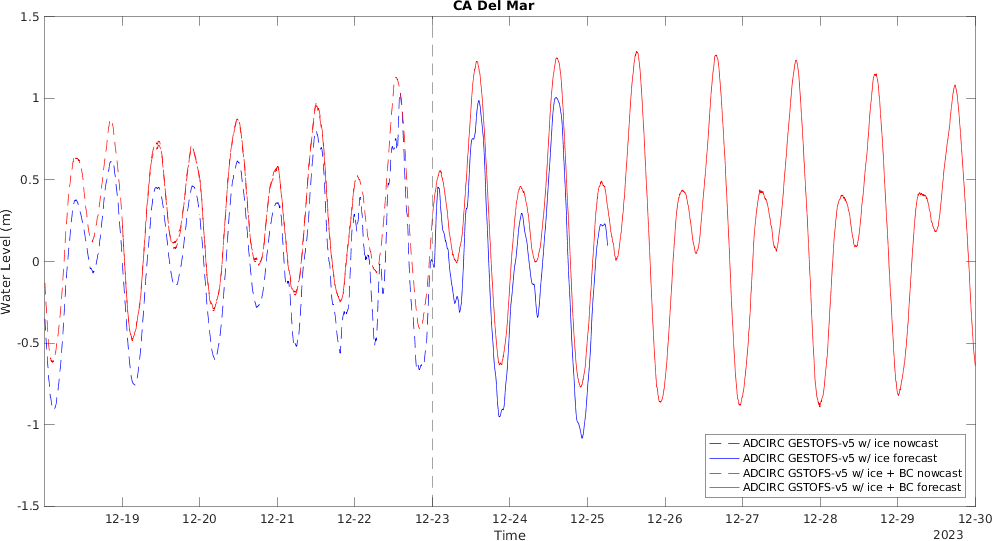 CA Del Mar
1.5
1
0.5
0
-0.5
-1
-1.5
Water Level (m)
12-19 12-20 12-21 12-22 12-23 12-24 12-25 12-26 12-27 12-28 12-29 12-30
Time
2023
ADCIRC GESTOFS-v5 w/ ice nowcast
ADCIRC GESTOFS-v5 w/ ice forecast
ADCIRC GSTOFS-v5 w/ ice + BC nowcast
ADCIRC GSTOFS-v5 w/ ice + BC forecast